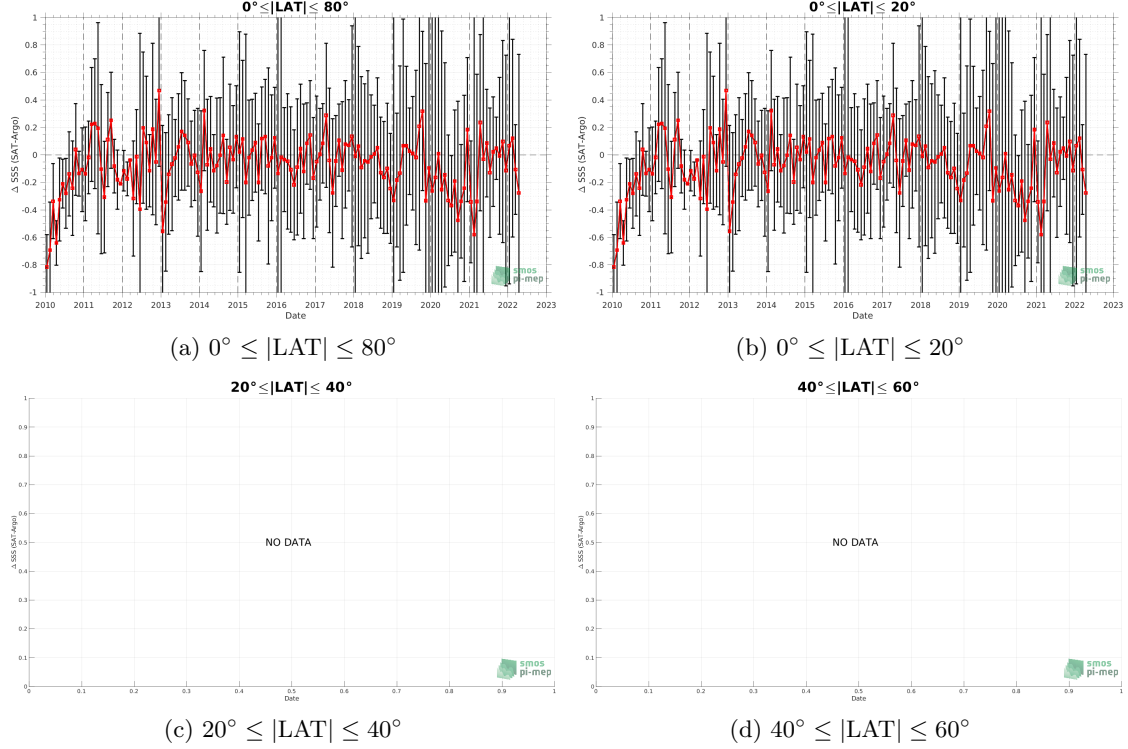 0°≤|LAT|≤ 80°
1
0.8
0.6
0.4
0.2
0
-0.2
-0.4
-0.6
-0.8
-1
Δ SSS (SAT-Argo)
2010 2011 2012 2013 2014 2015 2016 2017 2018 2019 2020 2021 2022 2023
Date
smos
pi-mep
(a) 0° ≤ |LAT| ≤ 80°
0°≤|LAT|≤ 20°
1
0.8
0.6
0.4
0.2
0
-0.2
-0.4
-0.6
-0.8
-1
Δ SSS (SAT-Argo)
2010 2011 2012 2013 2014 2015 2016 2017 2018 2019 2020 2021 2022 2023
Date
smos
pi-mep
(b) 0° ≤ |LAT| ≤ 20°
20°≤|LAT|≤ 40°
1
0.9
0.8
0.7
0.6
0.5
0.4
0.3
0.2
0.1
0
Δ SSS (SAT-Argo)
NO DATA
0 0.1 0.2 0.3 0.4 0.5 0.6 0.7 0.8 0.9 1
Date
smos
pi-mep
(c) 20° ≤ |LAT| ≤ 40°
40°≤|LAT|≤ 60°
1
0.9
0.8
0.7
0.6
0.5
0.4
0.3
0.2
0.1
0
Δ SSS (SAT-Argo)
NO DATA
0 0.1 0.2 0.3 0.4 0.5 0.6 0.7 0.8 0.9 1
Date
smos
pi-mep
(d) 40° ≤ |LAT| ≤ 60°